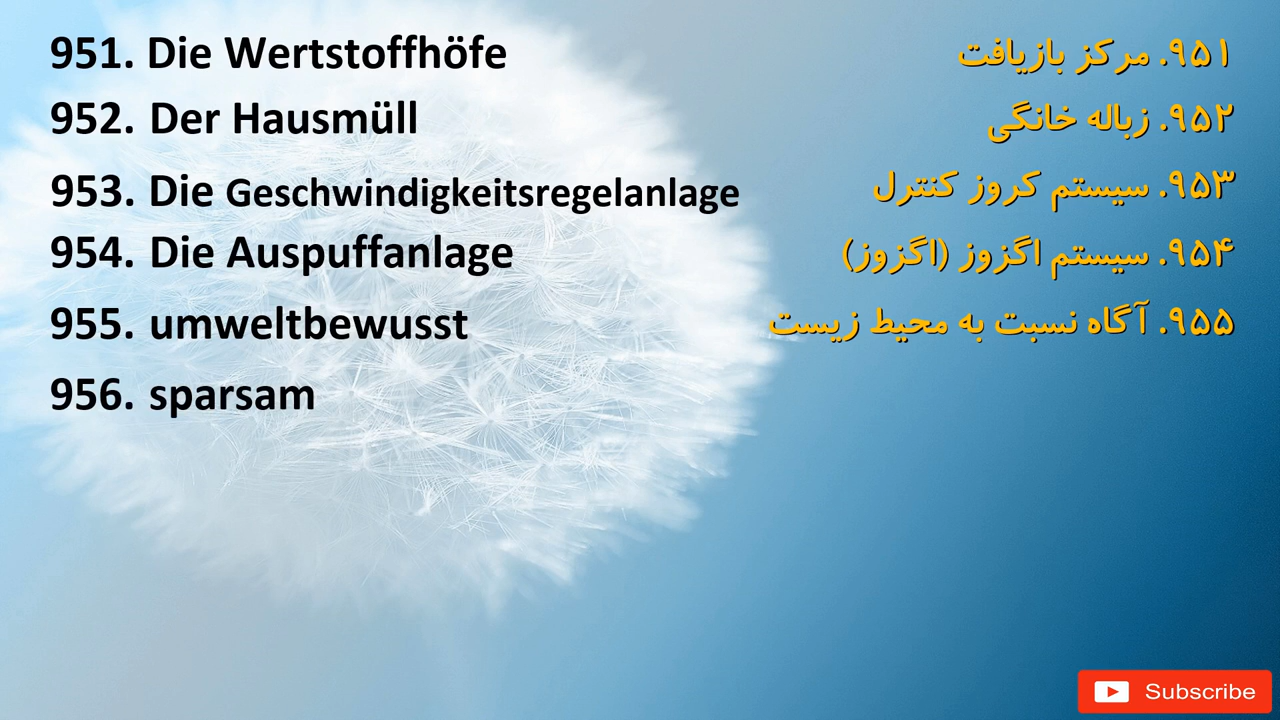 951. Die Wertstoffhöfe
۹۵۱. مرکز بازیافت
952. Der Hausmüll
۹۵۲. زباله خانگی
953. Die Geschwindigkeitsregelanlage
۹۵۳. سیستم کروز کنترل
954. Die Auspuffanlage
۹۵۴. سیستم اگزوز (اگزوز)
955. umweltbewusst
۹۵۵. آگاه نسبت به محیط زیست
956. sparsam
Subscribe